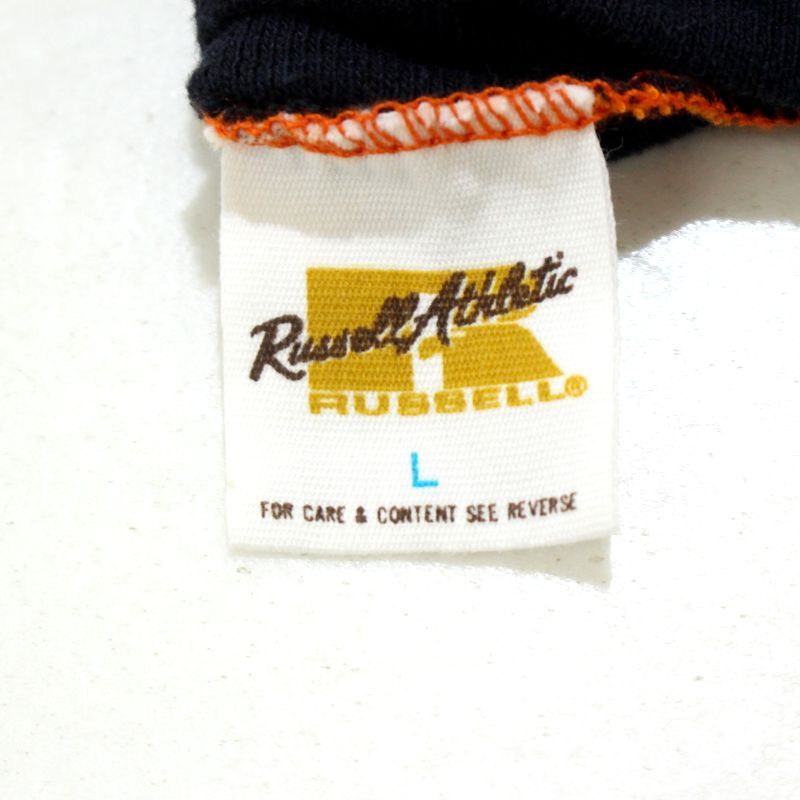 Russell Athletic
R
RUSSELL®
L
FOR CARE & CONTENT SEE REVERSE